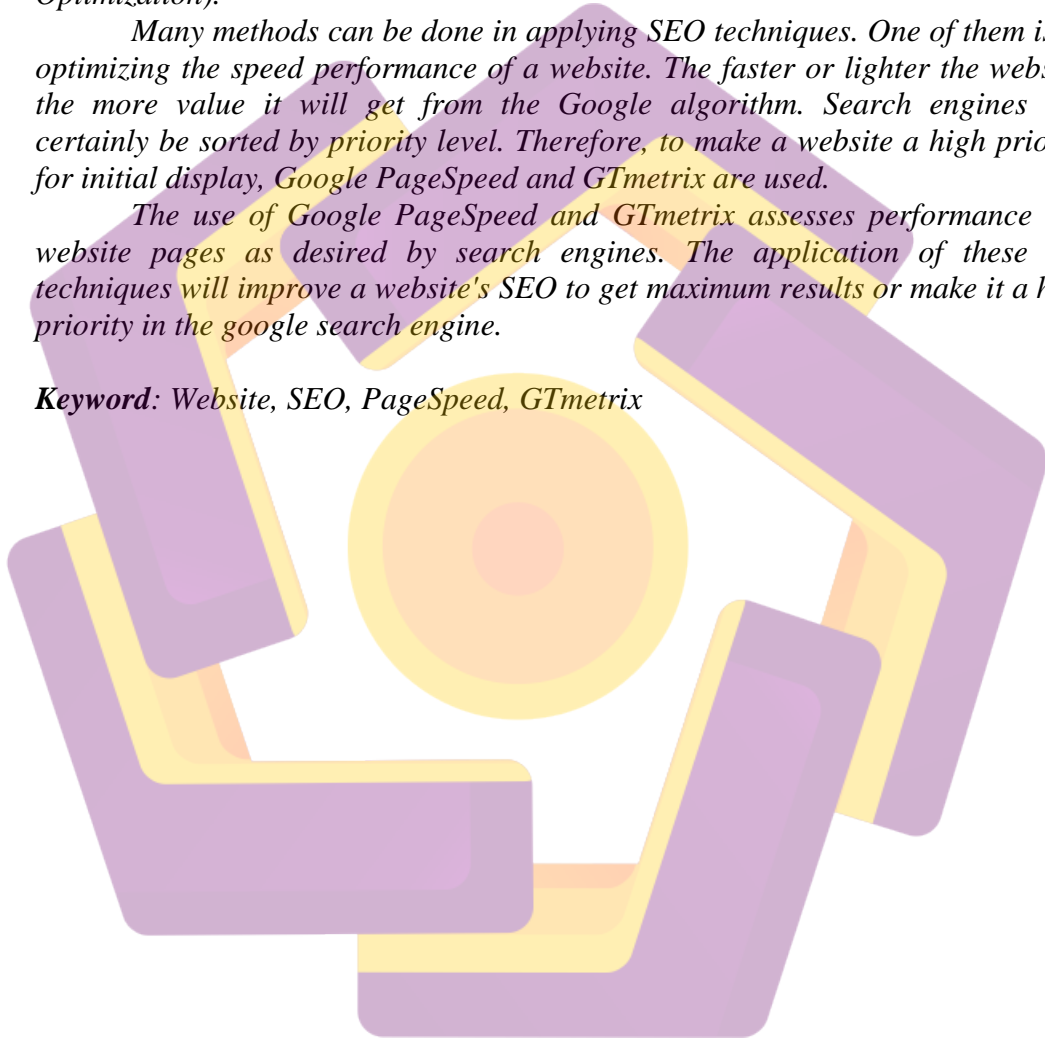 Optimization).
Many methods can be done in applying SEO techniques. One of them is
optimizing the speed performance of a website. The faster or lighter the
the more value it will get from the Google algorithm. Search engines
certainly be sorted by priority level. Therefore, to make a website a high
for initial display, Google PageSpeed and GTmetrix are used.
The use of Google PageSpeed and GTmetrix assesses performance
website pages as desired by search engines. The application of these
techniques will improve a website's SEO to get maximum results or make it a
priority in the google search engine.
Keyword: Website, SEO, PageSpeed, GTmetrix